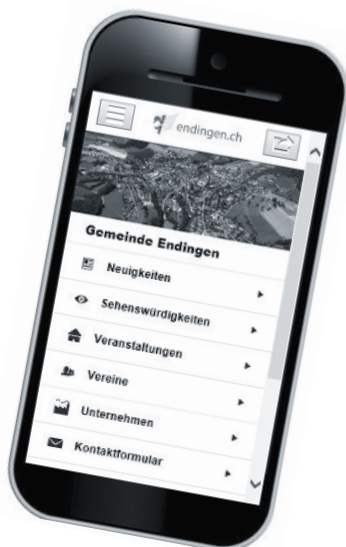 endingen.ch
Gemeinde Endingen
Neuigkeiten
Sehenswürdigkeiten
Veranstaltungen
Vereine
Unternehmen
Kontaktformular